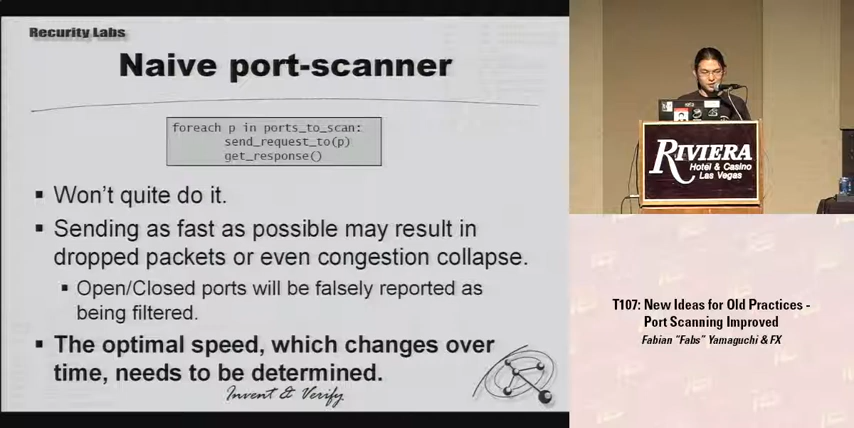 Recurity Labs
Naive port-scanner
foreach p in ports_to_scan:
send_request_to(p)
get_response()
▪ Won't quite do it.
▪ Sending as fast as possible may result in
dropped packets or even congestion collapse.
▪ Open/Closed ports will be falsely reported as
being filtered.
▪ The optimal speed, which changes over
time, needs to be determined.
Invent & Verify
RIVIERA
Hotel & Casino
Las Vegas
T107: New Ideas for Old Practices -
Port Scanning Improved
Fabian "Fabs" Yamaguchi & FX